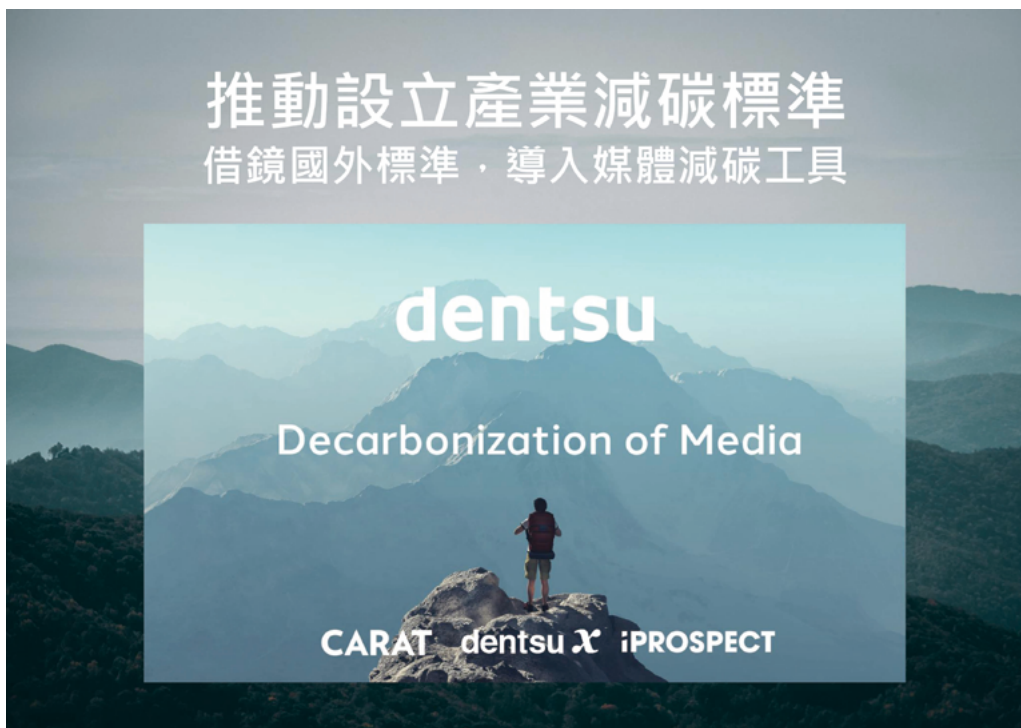 推動設立產業減碳標準
借鏡國外標準，導入媒體減碳工具
dentsu
Decarbonization of Media
CARAT dentsu X iPROSPECT